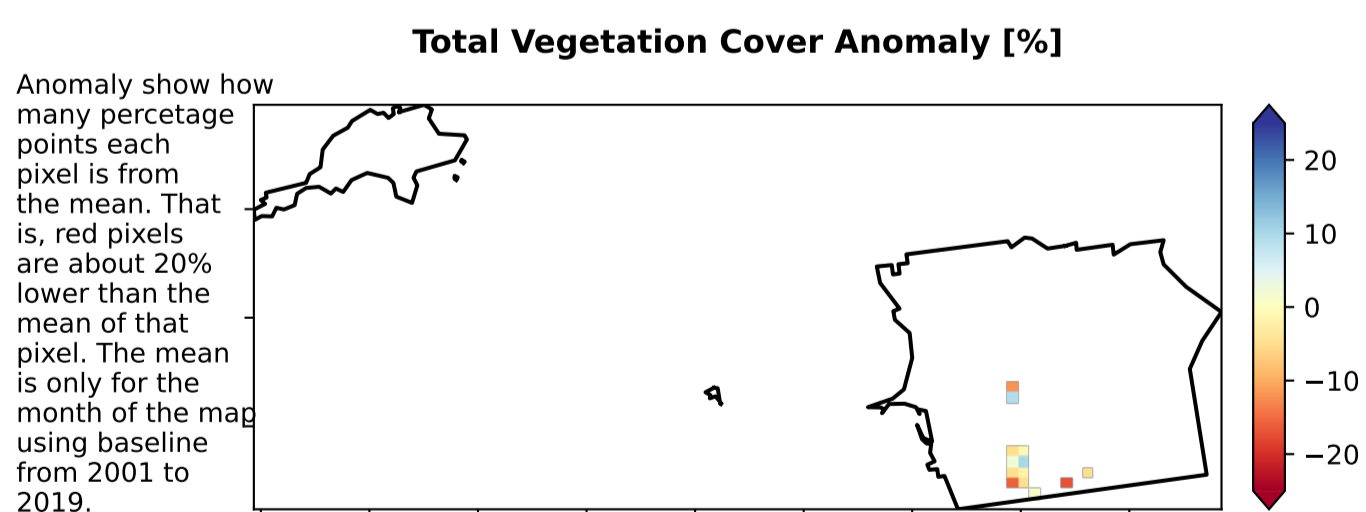 Total Vegetation Cover Anomaly [%]
Anomaly show how
many percetage
points each
pixel is from
the mean. That
is, red pixels
are about 20%
lower than the
mean of that
pixel. The mean
is only for the
month of the map
using baseline
from 2001 to
2019.
20
10
0
−10
−20